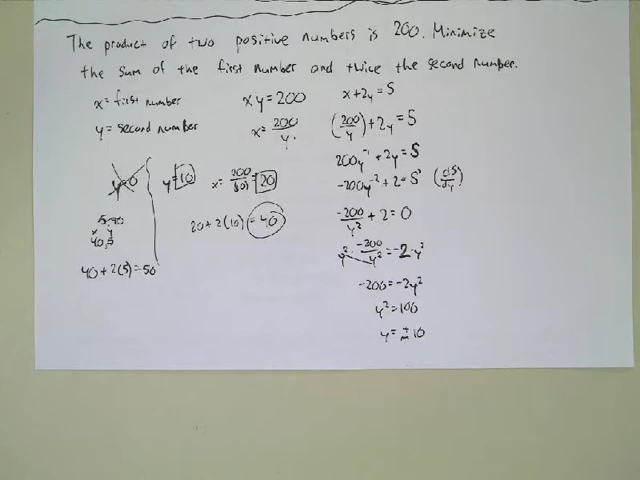 The product of two positive numbers is 200. Minimize
the sum of the first number and twice the second number.
x = first number
y = second number
xy = 200
x = 200/y
x + 2y = S
(200/y) + 2y = S
200y⁻¹ + 2y = S
-200y⁻² + 2 = S' (dS/dy)
-200/y² + 2 = 0
y² · -200/y² = -2 · y²
-200 = -2y²
y² = 100
y = ± 10
y = 10
x = 200/(10) = 20
20 + 2(10) = 40
x y
40, 5
40 + 2(5) = 50